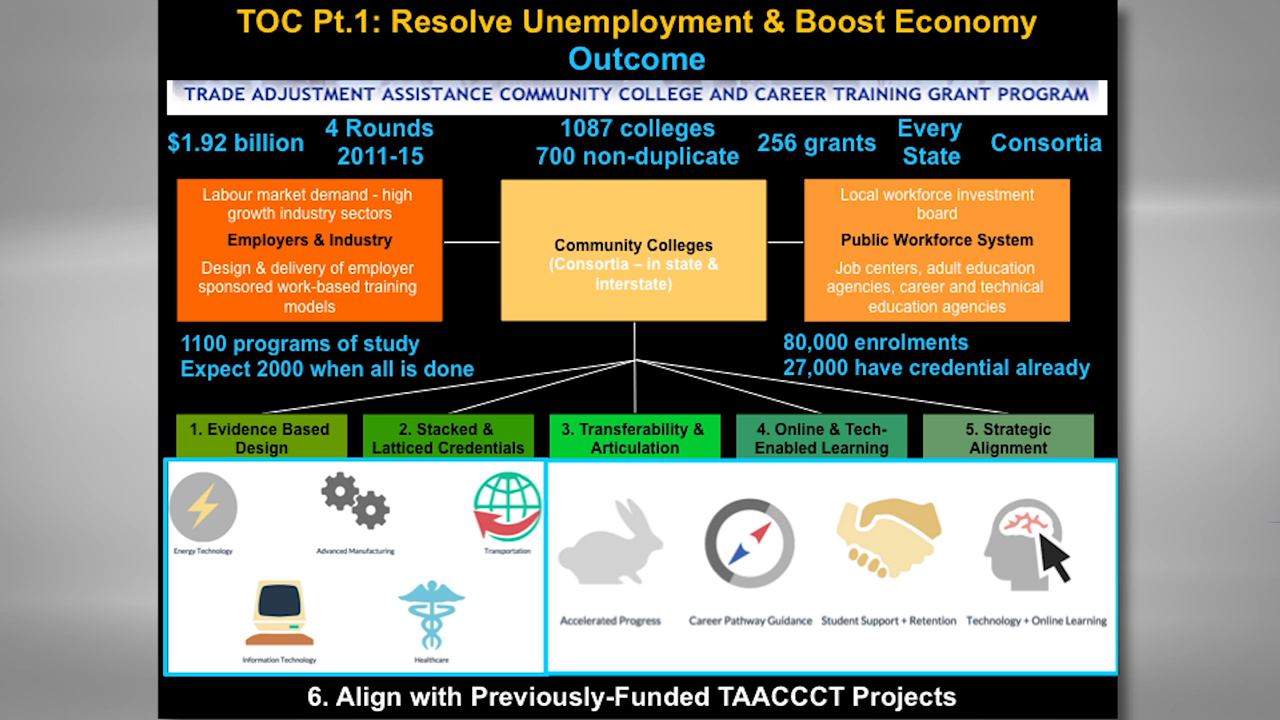 TOC Pt.1: Resolve Unemployment & Boost Economy
Outcome
TRADE ADJUSTMENT ASSISTANCE COMMUNITY COLLEGE AND CAREER TRAINING GRANT PROGRAM
$1.92 billion
4 Rounds
2011-15
1087 colleges
700 non-duplicate
256 grants
Every
State
Consortia
Labour market demand - high
growth industry sectors
Employers & Industry
Design & delivery of employer
sponsored work-based training
models
Community Colleges
(Consortia – in state &
interstate)
Local workforce investment
board
Public Workforce System
Job centers, adult education
agencies, career and technical
education agencies
1100 programs of study
Expect 2000 when all is done
80,000 enrolments
27,000 have credential already
1. Evidence Based
Design
2. Stacked &
Latticed Credentials
3. Transferability &
Articulation
4. Online & Tech-
Enabled Learning
5. Strategic
Alignment
Energy Technology
Advanced Manufacturing
Transportation
Information Technology
Healthcare
Accelerated Progress
Career Pathway Guidance
Student Support + Retention
Technology + Online Learning
6. Align with Previously-Funded TAACCCT Projects